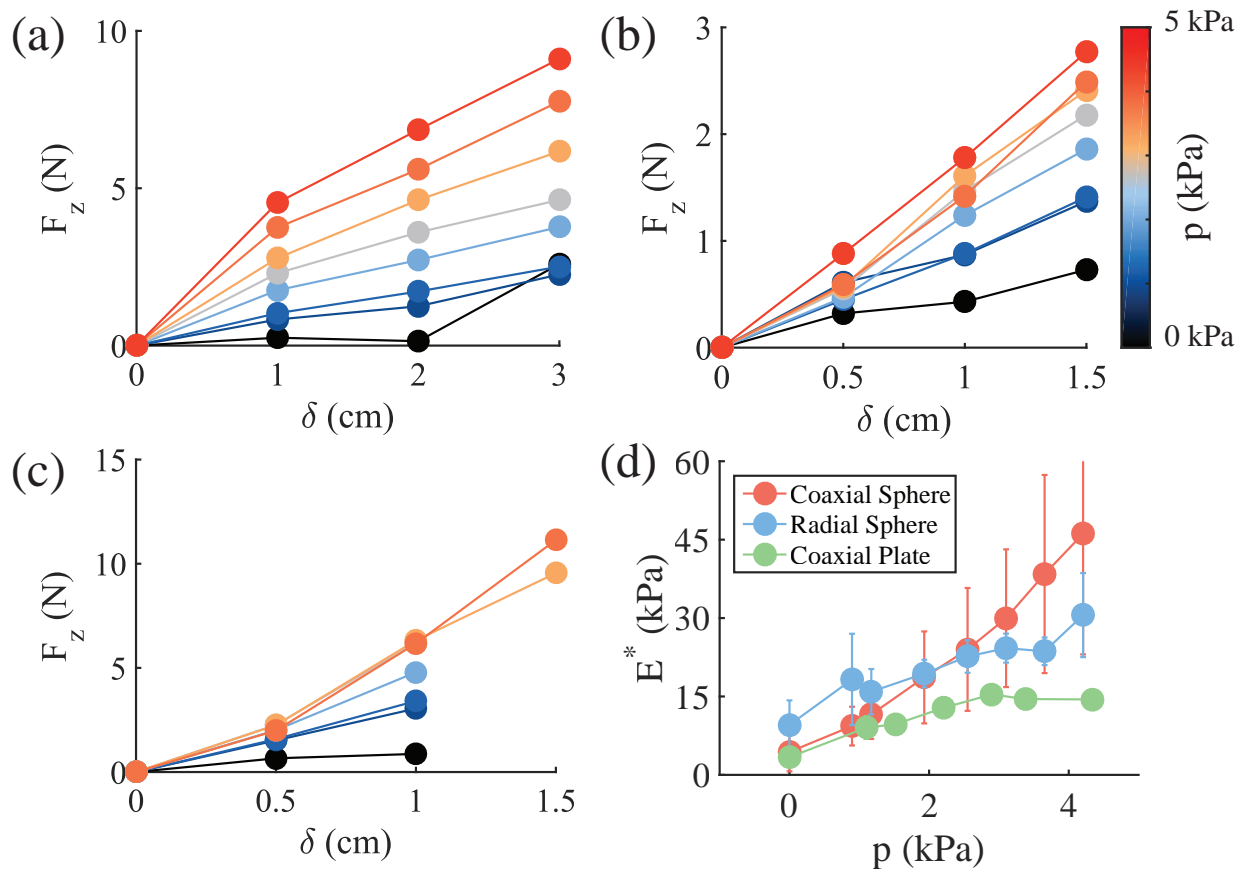 (a)
10
5
0
F_z (N)
0 1 2 3
δ (cm)
(b)
3
2
1
0
F_z (N)
0 0.5 1 1.5
δ (cm)
5 kPa
p (kPa)
0 kPa
(c)
15
10
5
0
F_z (N)
0 0.5 1 1.5
δ (cm)
(d)
60
45
30
15
0
E* (kPa)
Coaxial Sphere
Radial Sphere
Coaxial Plate
0 2 4
p (kPa)